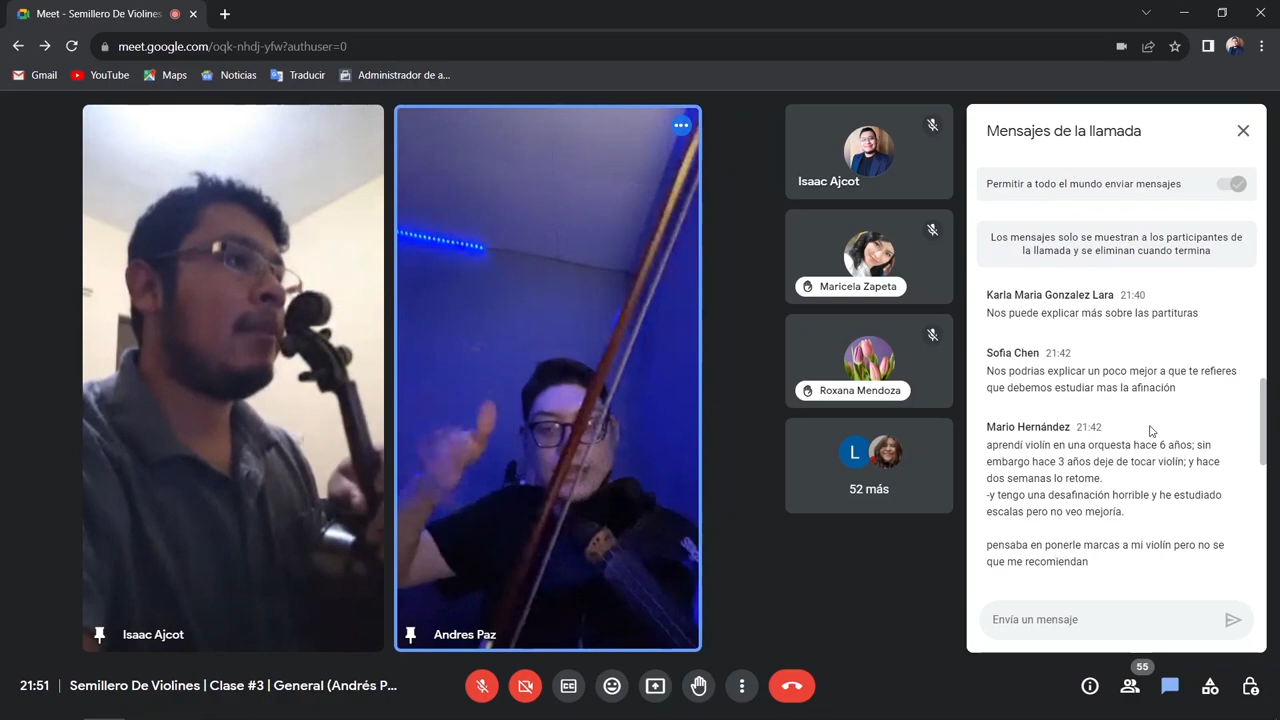 Meet - Semillero De Violines
meet.google.com/oqk-nhdj-yfw?authuser=0
Gmail
YouTube
Maps
Noticias
Traducir
Administrador de a...
Isaac Ajcot
Andres Paz
Isaac Ajcot
Maricela Zapeta
Roxana Mendoza
L
52 más
Mensajes de la llamada
Permitir a todo el mundo enviar mensajes
Los mensajes solo se muestran a los participantes de
la llamada y se eliminan cuando termina
Karla Maria Gonzalez Lara 21:40
Nos puede explicar más sobre las partituras
Sofia Chen 21:42
Nos podrias explicar un poco mejor a que te refieres
que debemos estudiar mas la afinación
Mario Hernández 21:42
aprendí violín en una orquesta hace 6 años; sin
embargo hace 3 años deje de tocar violín; y hace
dos semanas lo retome.
-y tengo una desafinación horrible y he estudiado
escalas pero no veo mejoría.
pensaba en ponerle marcas a mi violín pero no se
que me recomiendan
Envía un mensaje
21:51 | Semillero De Violines | Clase #3 | General (Andrés P...
55